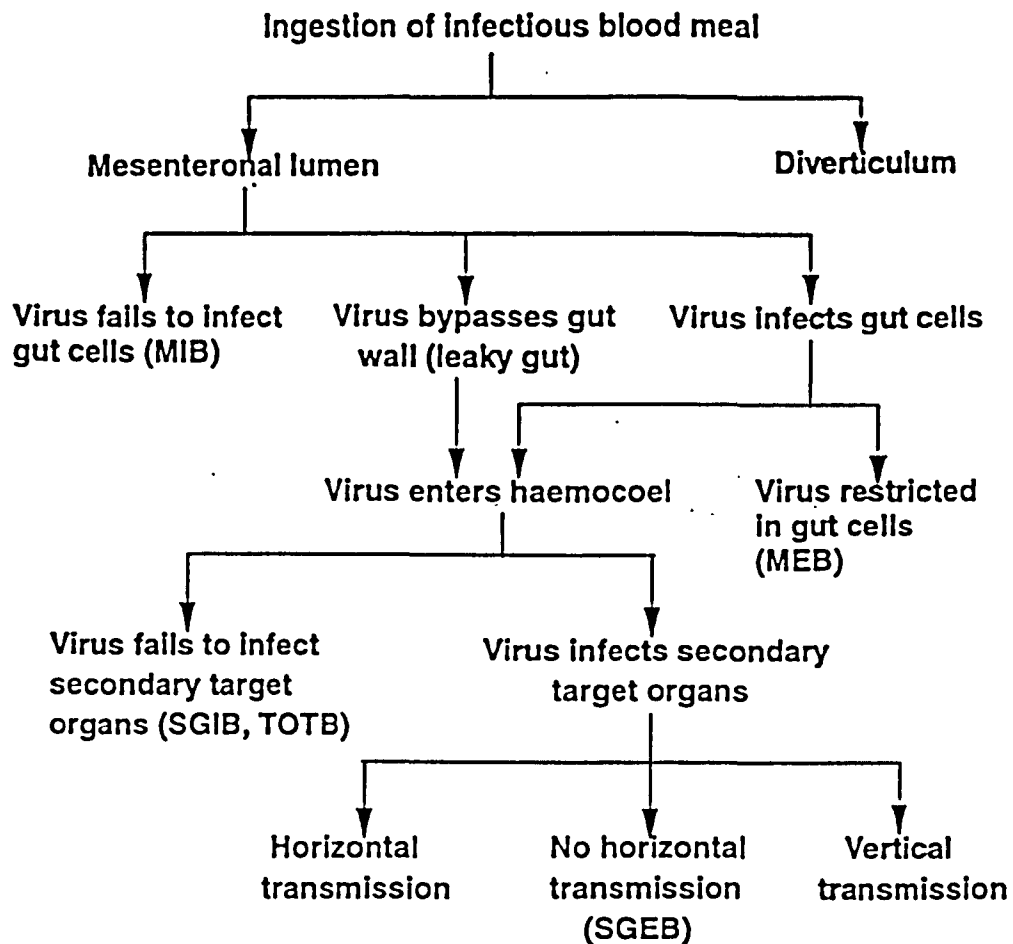 Ingestion of infectious blood meal
Mesenteronal lumen
Diverticulum
Virus fails to infect
gut cells (MIB)
Virus bypasses gut
wall (leaky gut)
Virus infects gut cells
Virus enters haemocoel
Virus restricted
in gut cells
(MEB)
Virus fails to infect
secondary target
organs (SGIB, TOTB)
Virus infects secondary
target organs
Horizontal
transmission
No horizontal
transmission
(SGEB)
Vertical
transmission